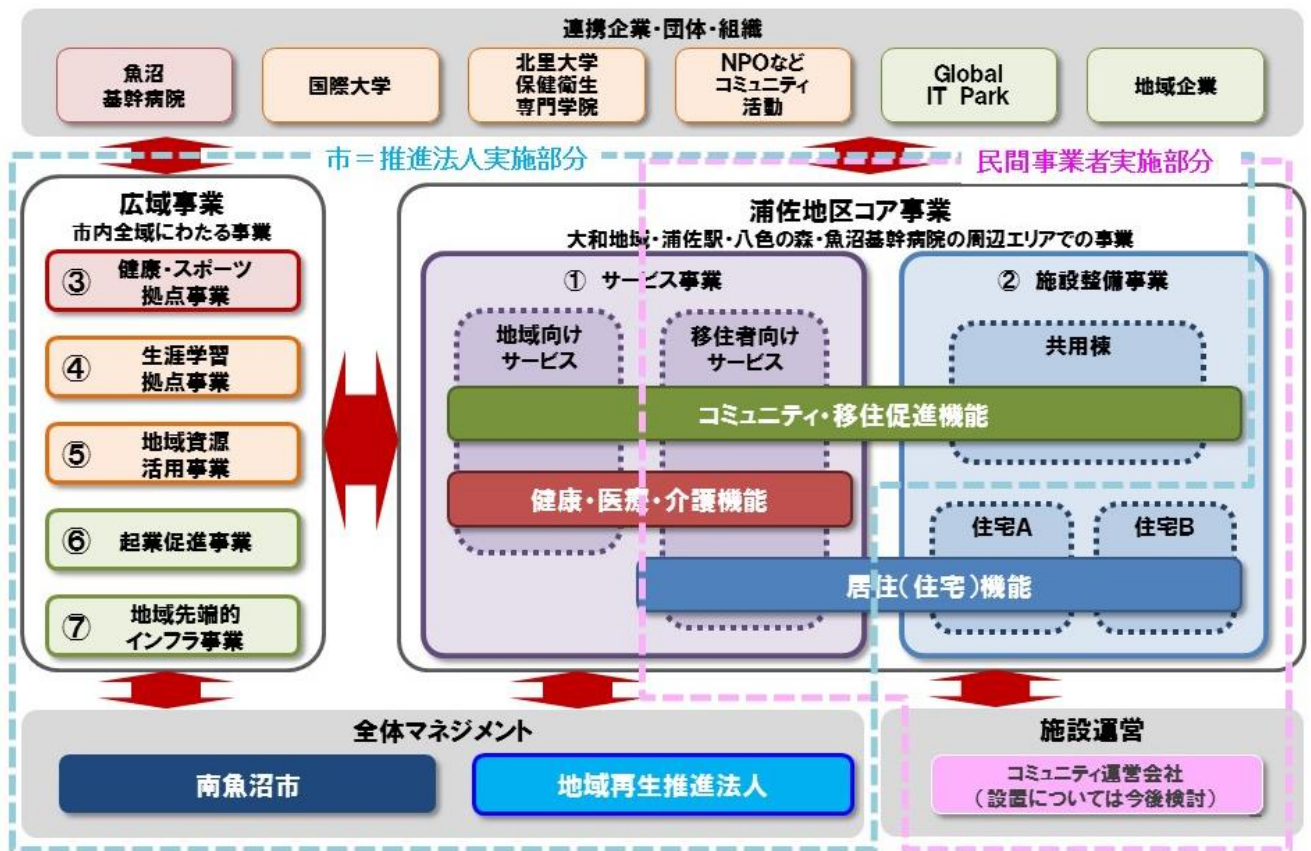 連携企業・団体・組織
魚沼
基幹病院
国際大学
北里大学
保健衛生
専門学院
NPOなど
コミュニティ
活動
Global
IT Park
地域企業
市=推進法人実施部分
民間事業者実施部分
広域事業
市内全域にわたる事業
③ 健康・スポーツ
拠点事業
④ 生涯学習
拠点事業
⑤ 地域資源
活用事業
⑥ 起業促進事業
⑦ 地域先端的
インフラ事業
浦佐地区コア事業
大和地域・浦佐駅・八色の森・魚沼基幹病院の周辺エリアでの事業
① サービス事業
地域向け
サービス
移住者向け
サービス
② 施設整備事業
共用棟
コミュニティ・移住促進機能
健康・医療・介護機能
住宅A
住宅B
居住(住宅)機能
全体マネジメント
南魚沼市
地域再生推進法人
施設運営
コミュニティ運営会社
(設置については今後検討)